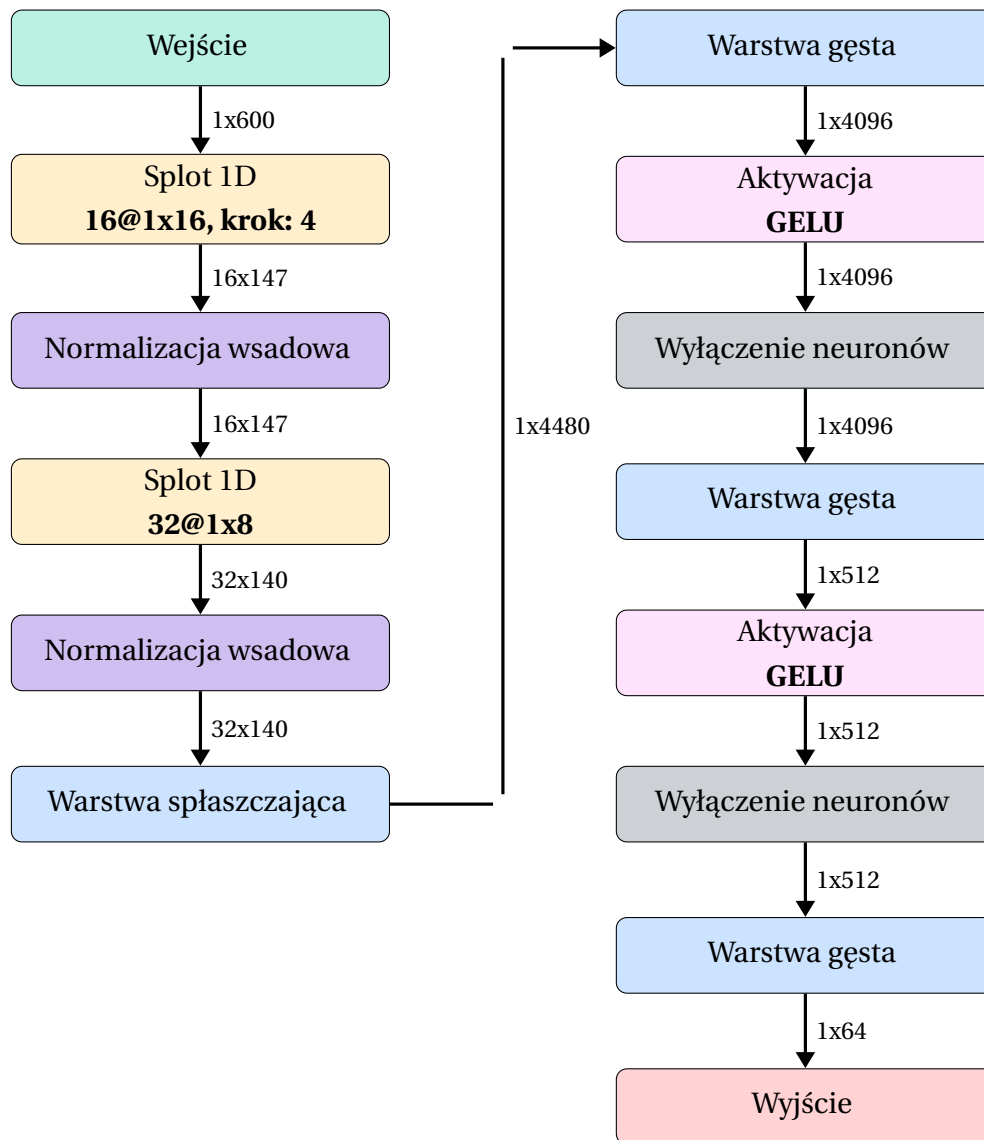 Wejście
1x600
Splot 1D
16@1x16, krok: 4
16x147
Normalizacja wsadowa
16x147
Splot 1D
32@1x8
32x140
Normalizacja wsadowa
32x140
Warstwa spłaszczająca
1x4480
Warstwa gęsta
1x4096
Aktywacja
GELU
1x4096
Wyłączenie neuronów
1x4096
Warstwa gęsta
1x512
Aktywacja
GELU
1x512
Wyłączenie neuronów
1x512
Warstwa gęsta
1x64
Wyjście